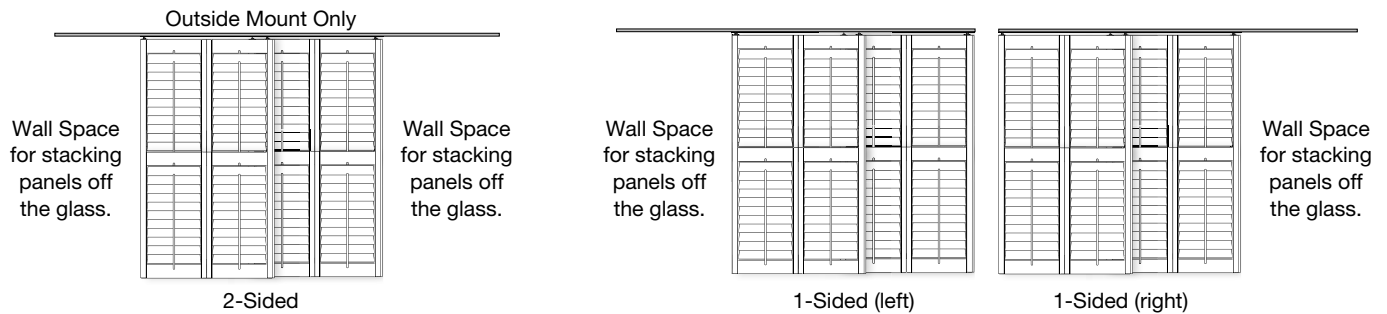 Outside Mount Only
Wall Space
for stacking
panels off
the glass.
Wall Space
for stacking
panels off
the glass.
2-Sided
Wall Space
for stacking
panels off
the glass.
1-Sided (left)
1-Sided (right)
Wall Space
for stacking
panels off
the glass.